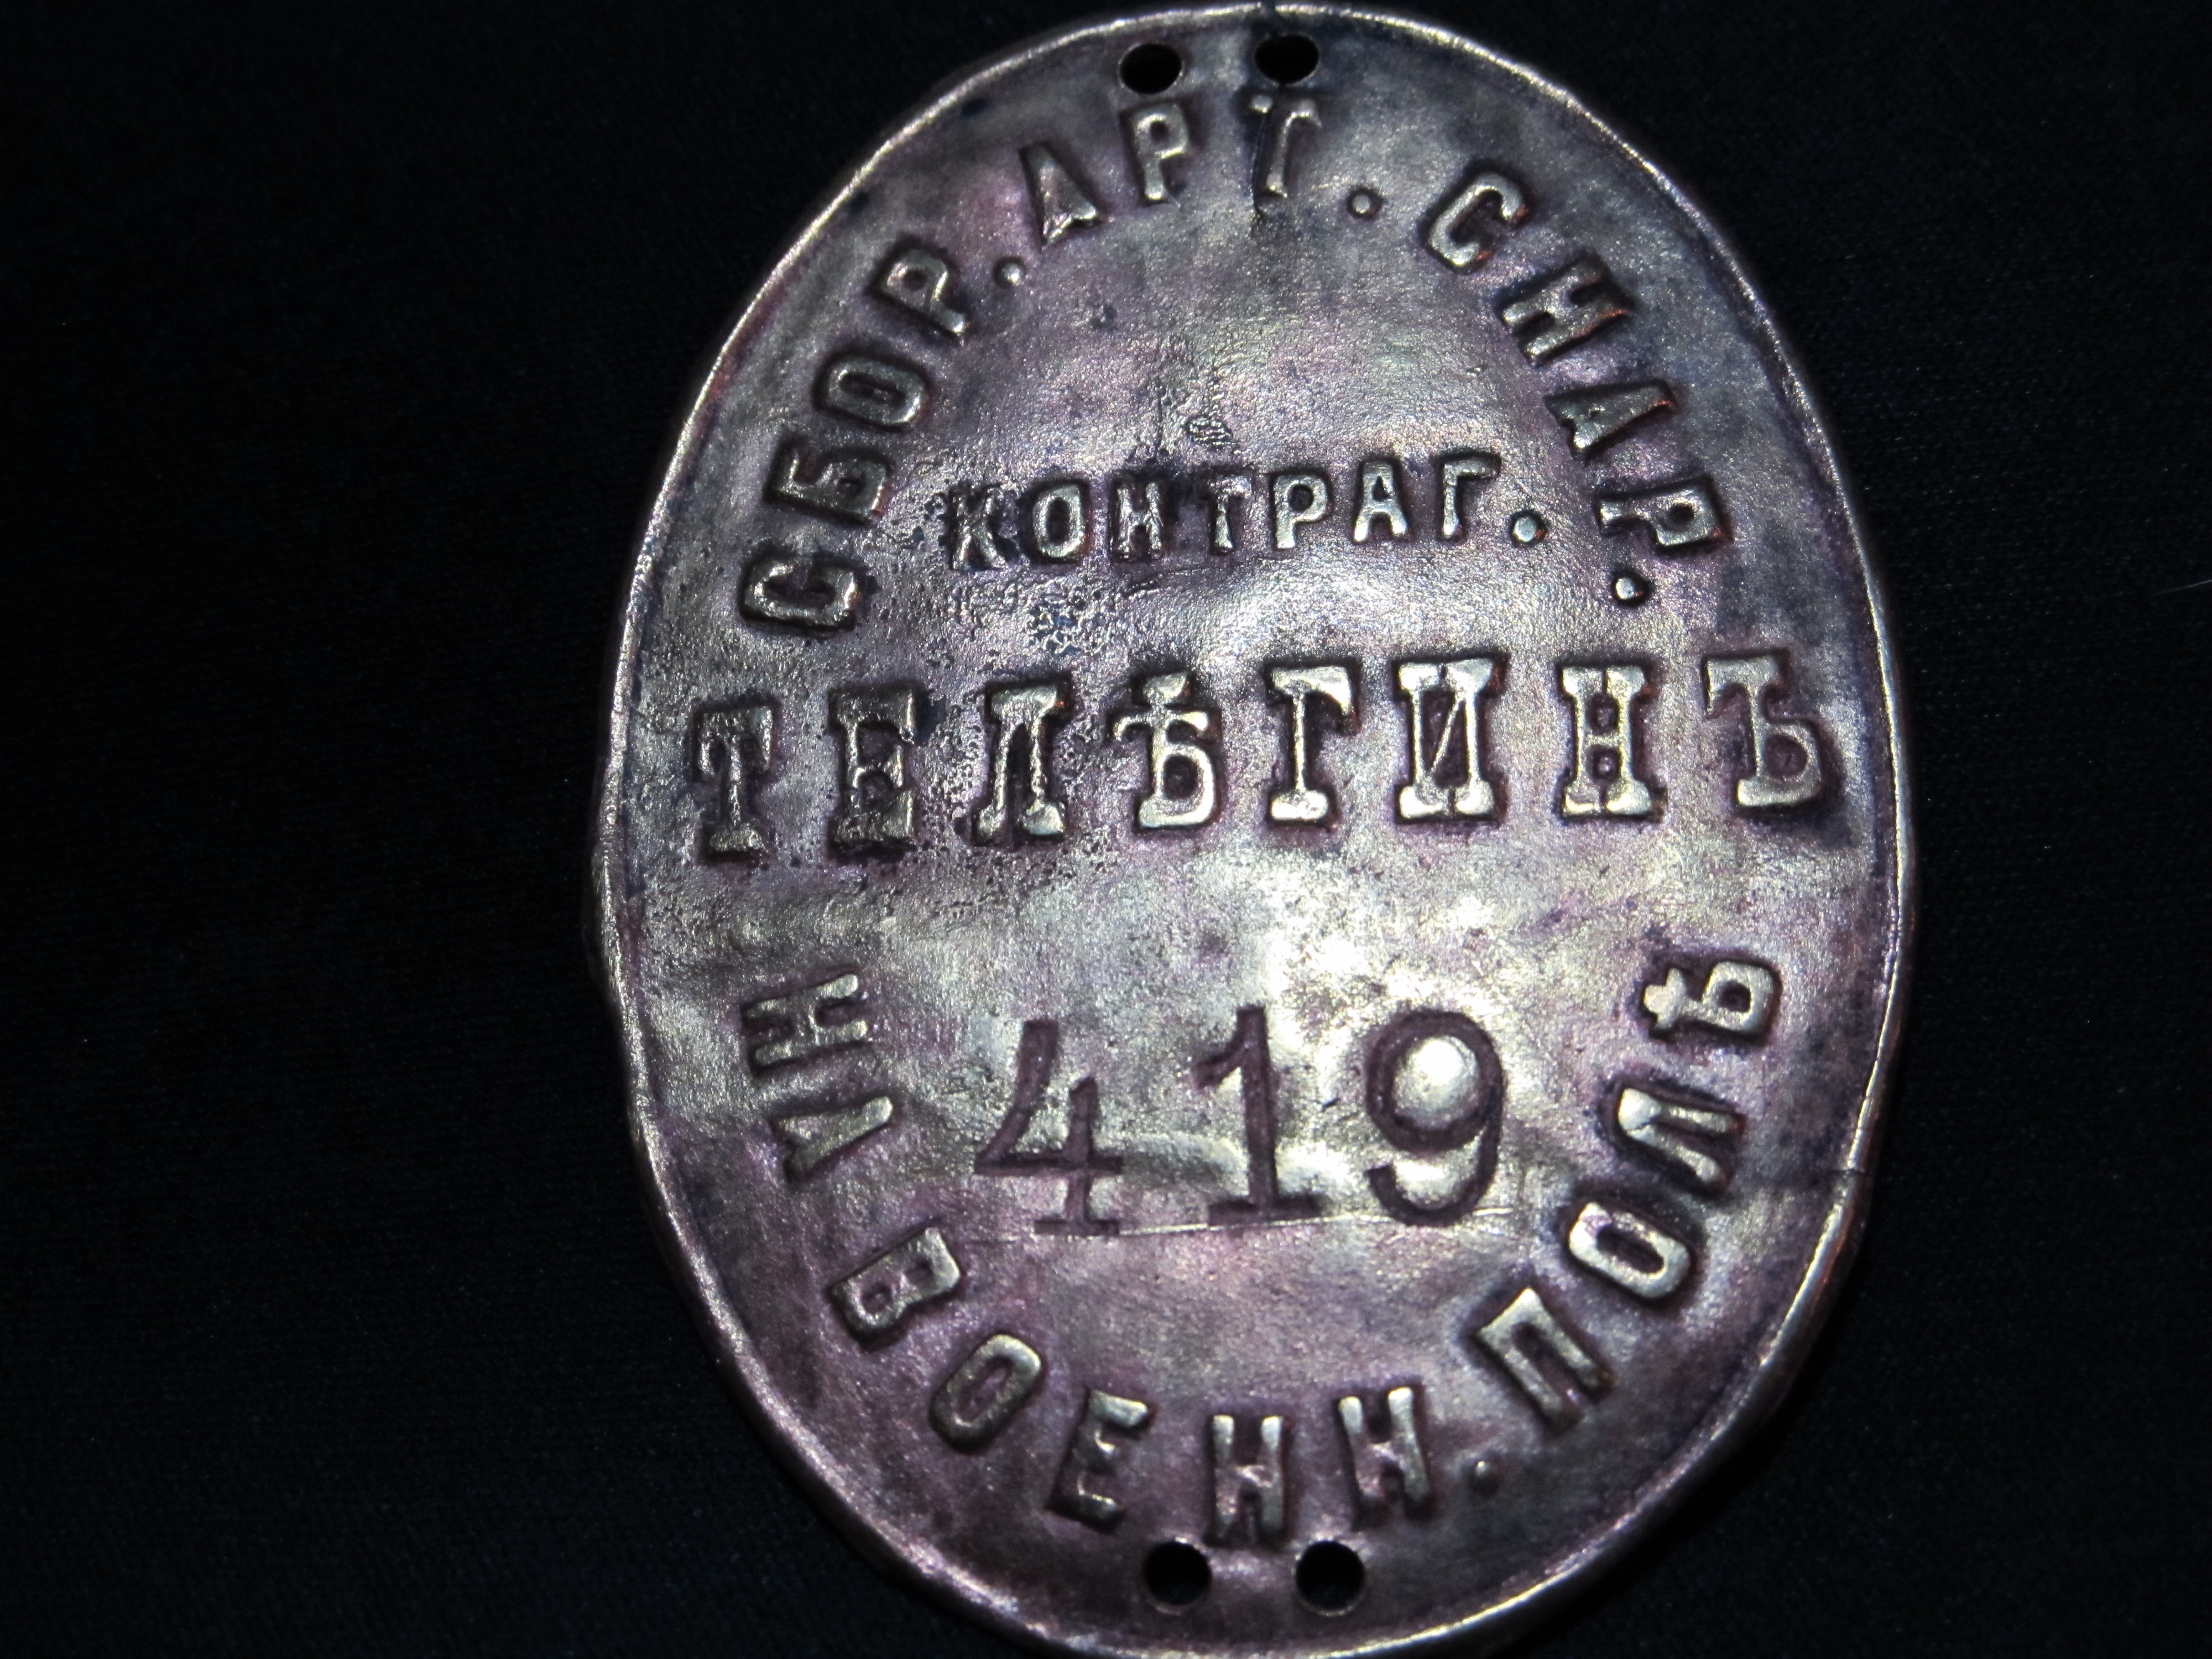 СБОР. АРТ. СНАР.
КОНТРАГ.
ТЕЛѢГИНЪ
419
НА ВОЕНН. ПОЛѢ